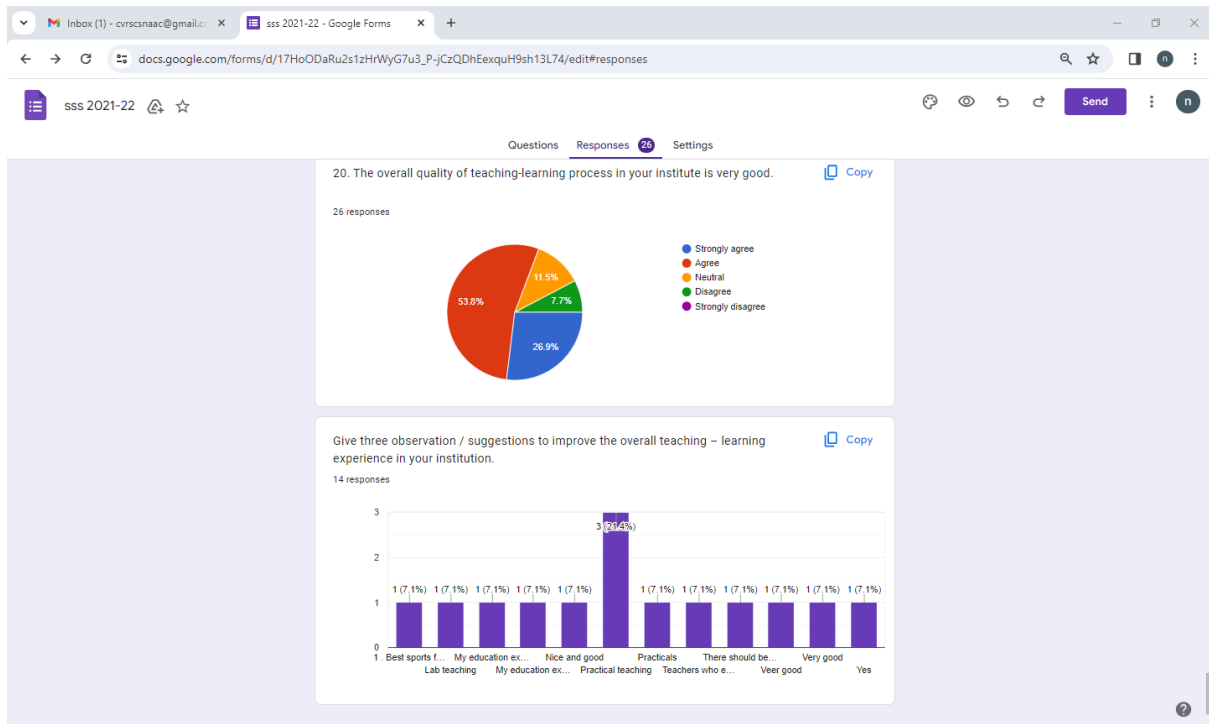 Inbox (1) - cvrscsnaac@gmail.cc
sss 2021-22 - Google Forms
docs.google.com/forms/d/17HoODaRu2s1zHrWyG7u3_P-jCzQDhEexquH9sh13L74/edit#responses
n
sss 2021-22
Send
n
Questions Responses 26 Settings
20. The overall quality of teaching-learning process in your institute is very good.
Copy
26 responses
Strongly agree
Agree
Neutral
Disagree
Strongly disagree
11.5%
53.8%
7.7%
26.9%
Give three observation / suggestions to improve the overall teaching – learning
experience in your institution.
Copy
14 responses
3
3 (21.4%)
2
1 (7.1%) 1 (7.1%) 1 (7.1%) 1 (7.1%) 1 (7.1%) 1 (7.1%) 1 (7.1%) 1 (7.1%) 1 (7.1%) 1 (7.1%) 1 (7.1%)
1
0
1 . Best sports f... My education ex... Nice and good Practicals There should be... Very good
Lab teaching My education ex... Practical teaching Teachers who e... Veer good Yes